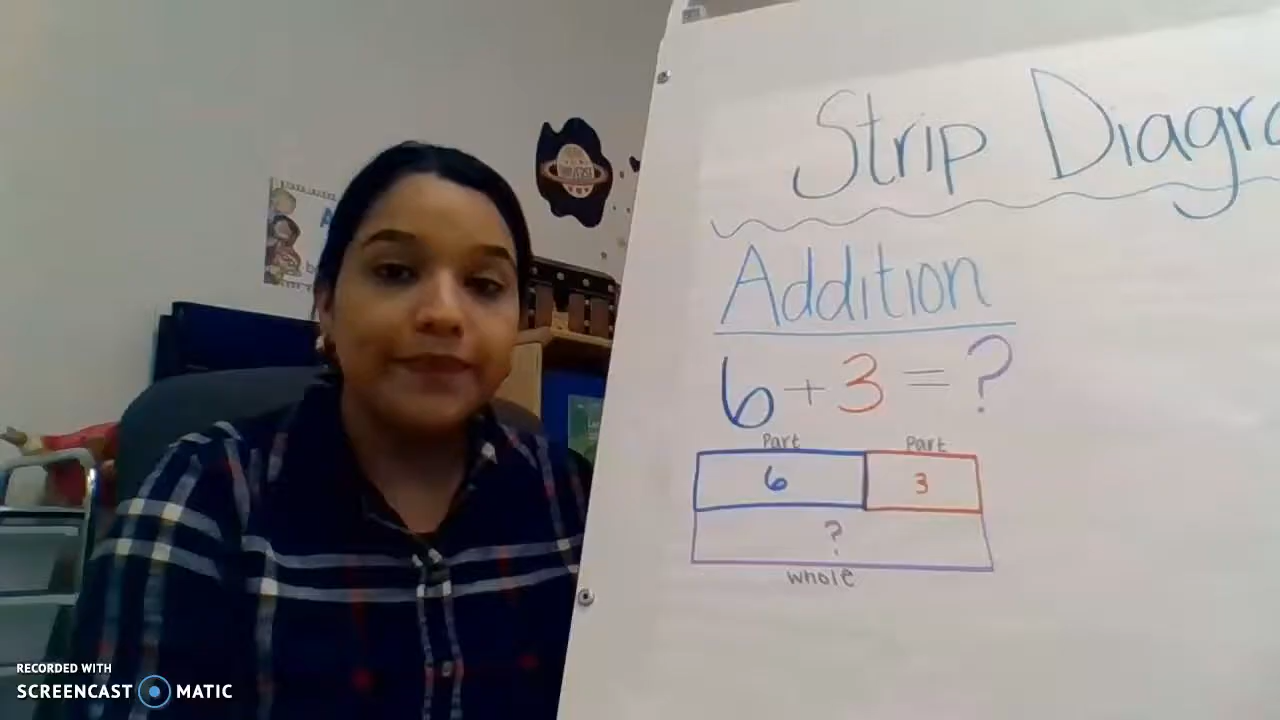 Strip Diagra
Addition
6+3=?
Part Part
6 3
?
whole
RECORDED WITH
SCREENCAST MATIC